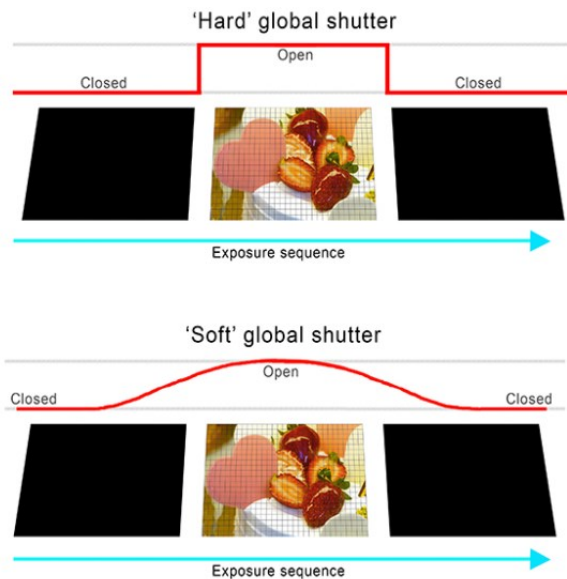 ‘Hard’ global shutter
Open
Closed Closed
Exposure sequence
‘Soft’ global shutter
Open
Closed Closed
Exposure sequence